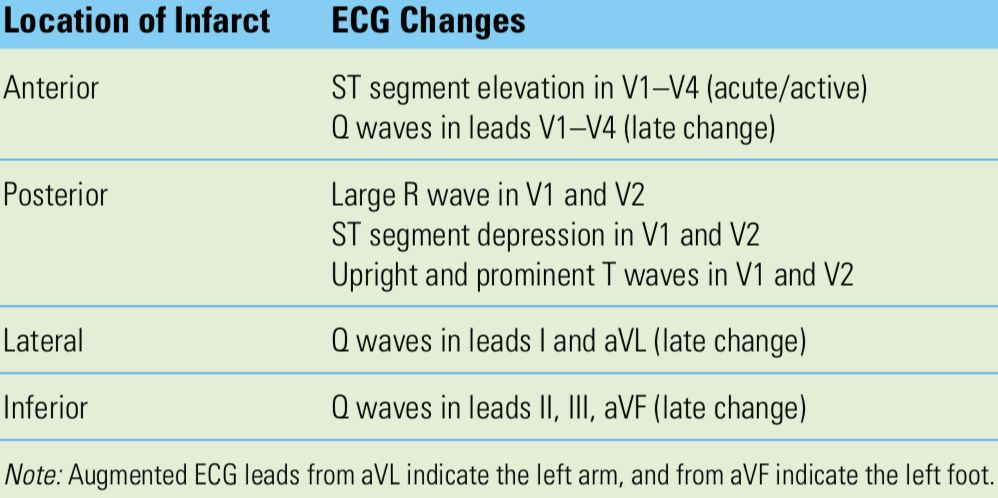 Location of Infarct ECG Changes
Anterior ST segment elevation in V1–V4 (acute/active)
Q waves in leads V1–V4 (late change)
Posterior Large R wave in V1 and V2
ST segment depression in V1 and V2
Upright and prominent T waves in V1 and V2
Lateral Q waves in leads I and aVL (late change)
Inferior Q waves in leads II, III, aVF (late change)
Note: Augmented ECG leads from aVL indicate the left arm, and from aVF indicate the left foot.